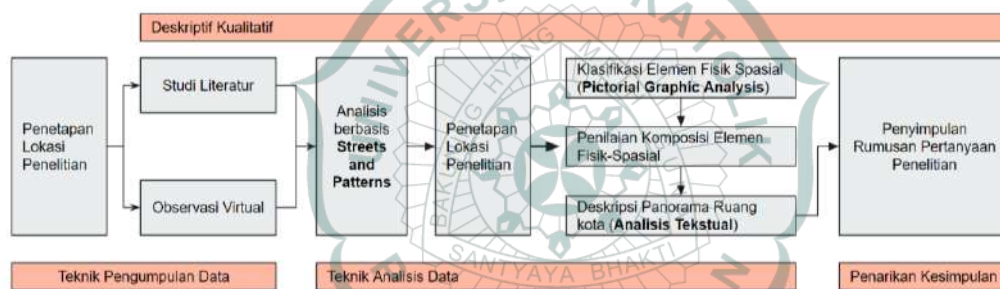 Deskriptif Kualitatif
Penetapan
Lokasi
Penelitian
Studi Literatur
Observasi Virtual
Analisis
berbasis
Streets
and
Patterns
Penetapan
Lokasi
Penelitian
Klasifikasi Elemen Fisik Spasial
(Pictorial Graphic Analysis)
Penilaian Komposisi Elemen
Fisik-Spasial
Deskripsi Panorama Ruang
kota (Analisis Tekstual)
Penyimpulan
Rumusan Pertanyaan
Penelitian
Teknik Pengumpulan Data
Teknik Analisis Data
Penarikan Kesimpulan
SANTYAYA BHAKTI